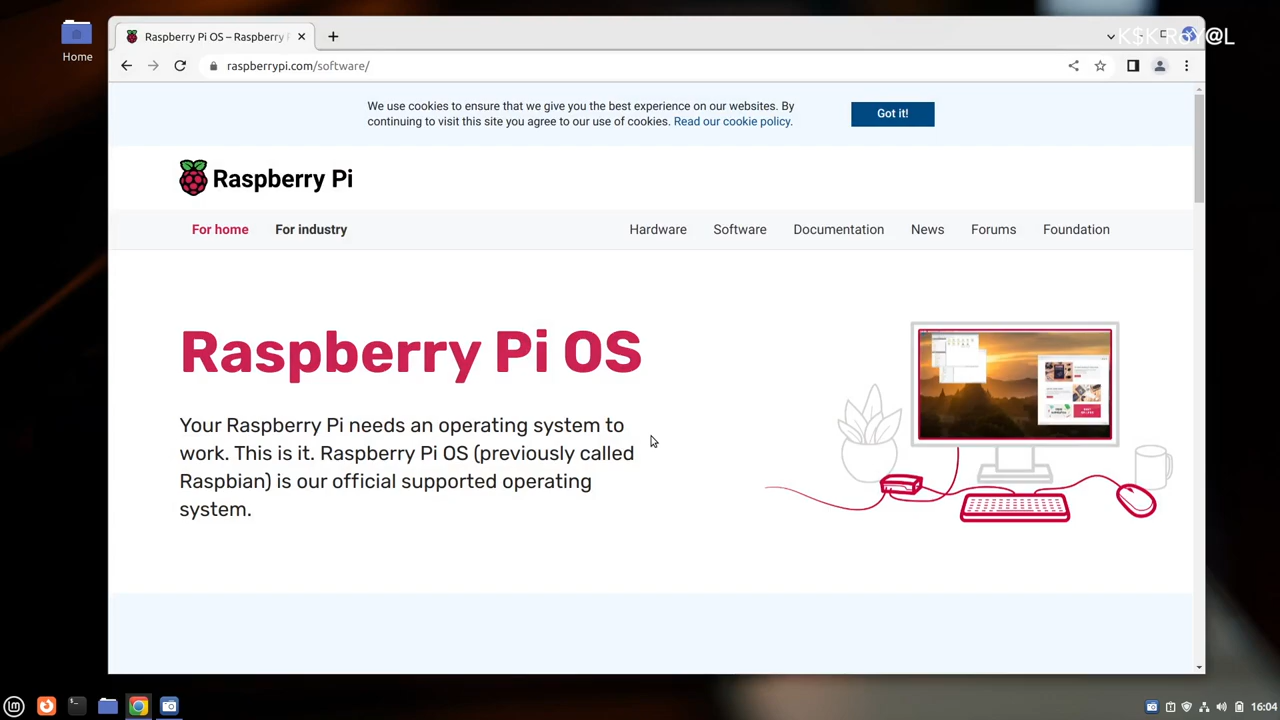 Home
Raspberry Pi OS – Raspberry P
K$K RoY@L
raspberrypi.com/software/
We use cookies to ensure that we give you the best experience on our websites. By
continuing to visit this site you agree to our use of cookies. Read our cookie policy.
Got it!
Raspberry Pi
For home
For industry
Hardware
Software
Documentation
News
Forums
Foundation
Raspberry Pi OS
Your Raspberry Pi needs an operating system to
work. This is it. Raspberry Pi OS (previously called
Raspbian) is our official supported operating
system.
16:04